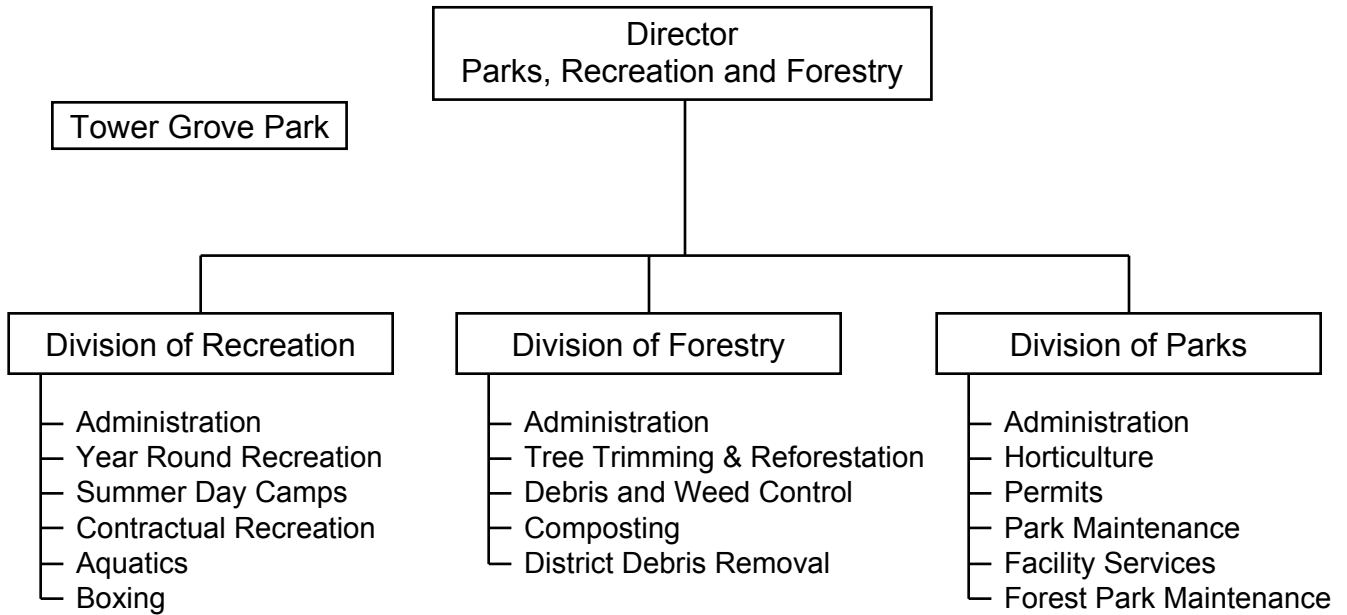 Director
Parks, Recreation and Forestry
Tower Grove Park
Division of Recreation
Administration
Year Round Recreation
Summer Day Camps
Contractual Recreation
Aquatics
Boxing
Division of Forestry
Administration
Tree Trimming & Reforestation
Debris and Weed Control
Composting
District Debris Removal
Division of Parks
Administration
Horticulture
Permits
Park Maintenance
Facility Services
Forest Park Maintenance